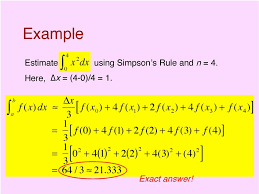 Example
Estimate ∫₀⁴ x² dx using Simpson's Rule and n = 4.
Here, Δx = (4-0)/4 = 1.
∫ₐᵇ f(x) dx ≈ Δx/3 [f(x₀) + 4f(x₁) + 2f(x₂) + 4f(x₃) + f(x₄)]
= 1/3 [f(0) + 4f(1) + 2f(2) + 4f(3) + f(4)]
= 1/3 [0² + 4(1)² + 2(2)² + 4(3)² + (4)²]
= 64/3 ≈ 21.333
Exact answer!